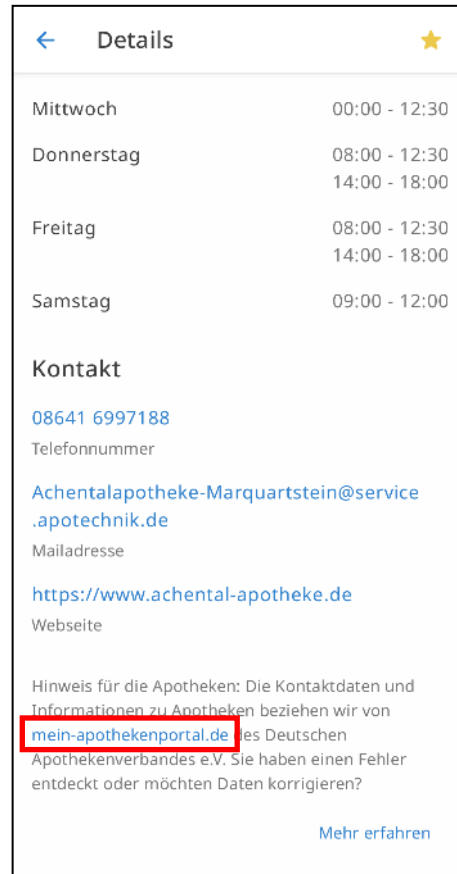 Details
Mittwoch 00:00 - 12:30
Donnerstag 08:00 - 12:30
14:00 - 18:00
Freitag 08:00 - 12:30
14:00 - 18:00
Samstag 09:00 - 12:00
Kontakt
08641 6997188
Telefonnummer
Achentalapotheke-Marquartstein@service
.apotechnik.de
Mailadresse
https://www.achental-apotheke.de
Webseite
Hinweis für die Apotheken: Die Kontaktdaten und
Informationen zu Apotheken beziehen wir von
mein-apothekenportal.de des Deutschen
Apothekenverbandes e.V. Sie haben einen Fehler
entdeckt oder möchten Daten korrigieren?
Mehr erfahren